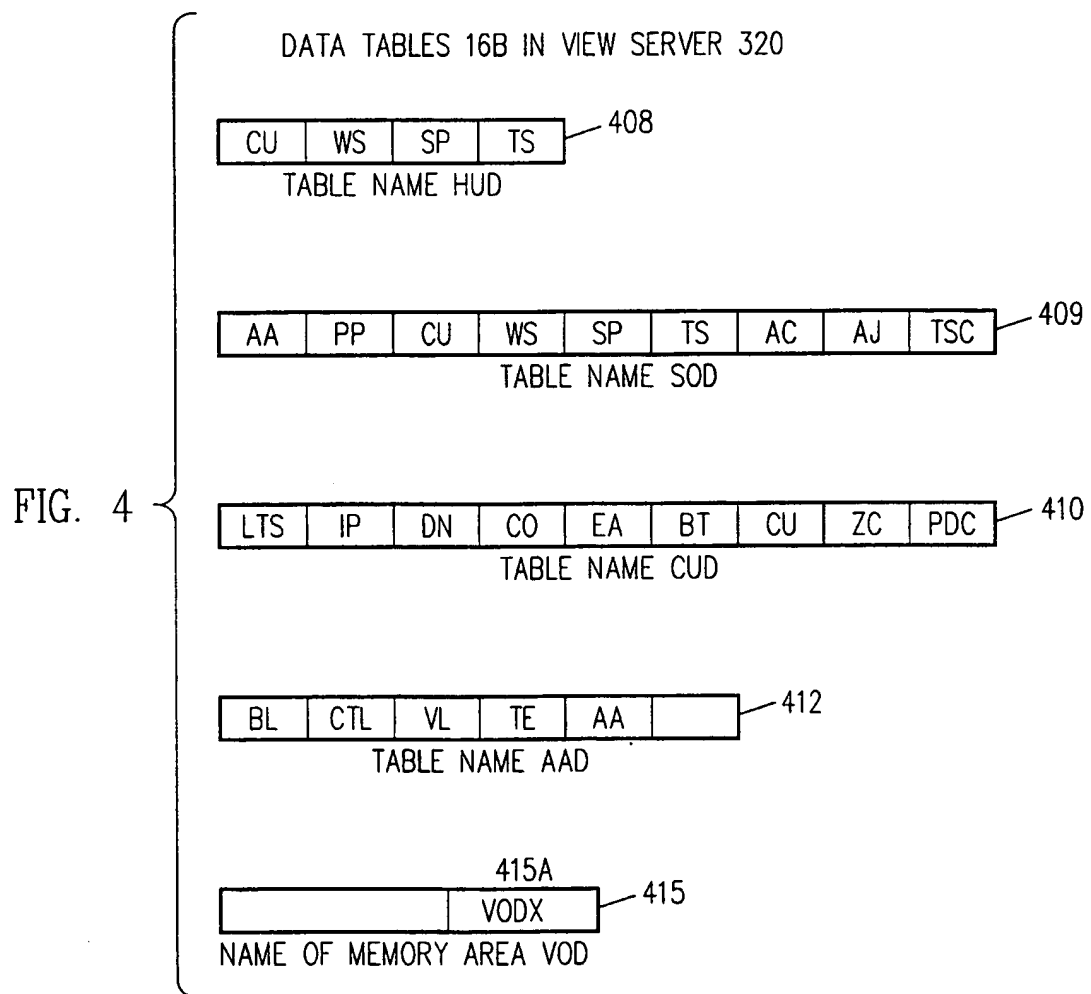 DATA TABLES 16B IN VIEW SERVER 320
CU WS SP TS 408
TABLE NAME HUD
AA PP CU WS SP TS AC AJ TSC 409
TABLE NAME SOD
FIG. 4
LTS IP DN CO EA BT CU ZC PDC 410
TABLE NAME CUD
BL CTL VL TE AA 412
TABLE NAME AAD
415A
VODX 415
NAME OF MEMORY AREA VOD